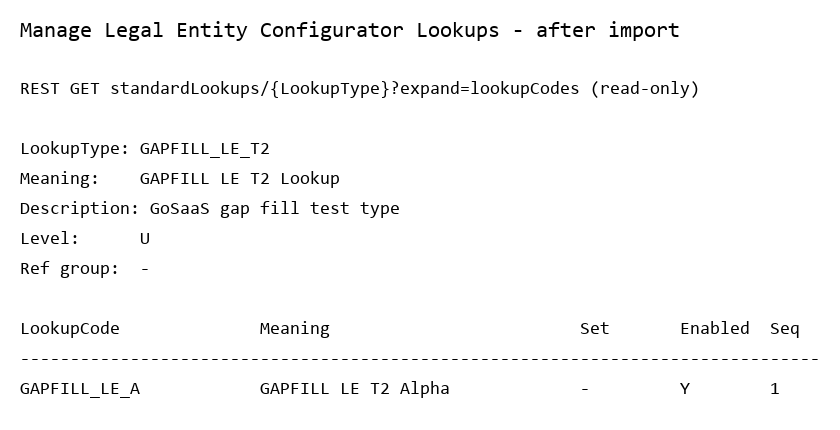 Manage Legal Entity Configurator Lookups - after import
REST GET standardLookups/{LookupType}?expand=lookupCodes (read-only)
LookupType: GAPFILL_LE_T2
Meaning:    GAPFILL LE T2 Lookup
Description: GoSaaS gap fill test type
Level:      U
Ref group:  -
LookupCode              Meaning                         Set       Enabled  Seq
--------------------------------------------------------------------------------
GAPFILL_LE_A            GAPFILL LE T2 Alpha             -         Y        1